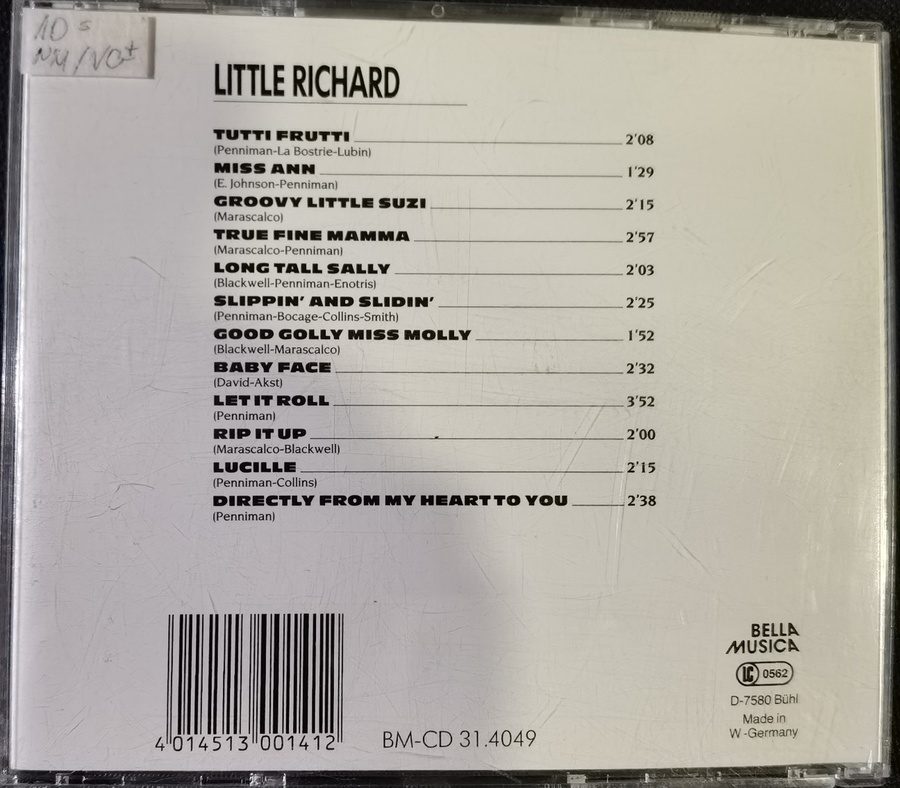 10 s
NM/VG+
LITTLE RICHARD
TUTTI FRUTTI 2'08
(Penniman-La Bostrie-Lubin)
MISS ANN 1'29
(E. Johnson-Penniman)
GROOVY LITTLE SUZI 2'15
(Marascalco)
TRUE FINE MAMMA 2'57
(Marascalco-Penniman)
LONG TALL SALLY 2'03
(Blackwell-Penniman-Enotris)
SLIPPIN' AND SLIDIN' 2'25
(Penniman-Bocage-Collins-Smith)
GOOD GOLLY MISS MOLLY 1'52
(Blackwell-Marascalco)
BABY FACE 2'32
(David-Akst)
LET IT ROLL 3'52
(Penniman)
RIP IT UP 2'00
(Marascalco-Blackwell)
LUCILLE 2'15
(Penniman-Collins)
DIRECTLY FROM MY HEART TO YOU 2'38
(Penniman)
BELLA
MUSICA
LC 0562
D-7580 Bühl
Made in
W-Germany
4 014513 001412
BM-CD 31.4049